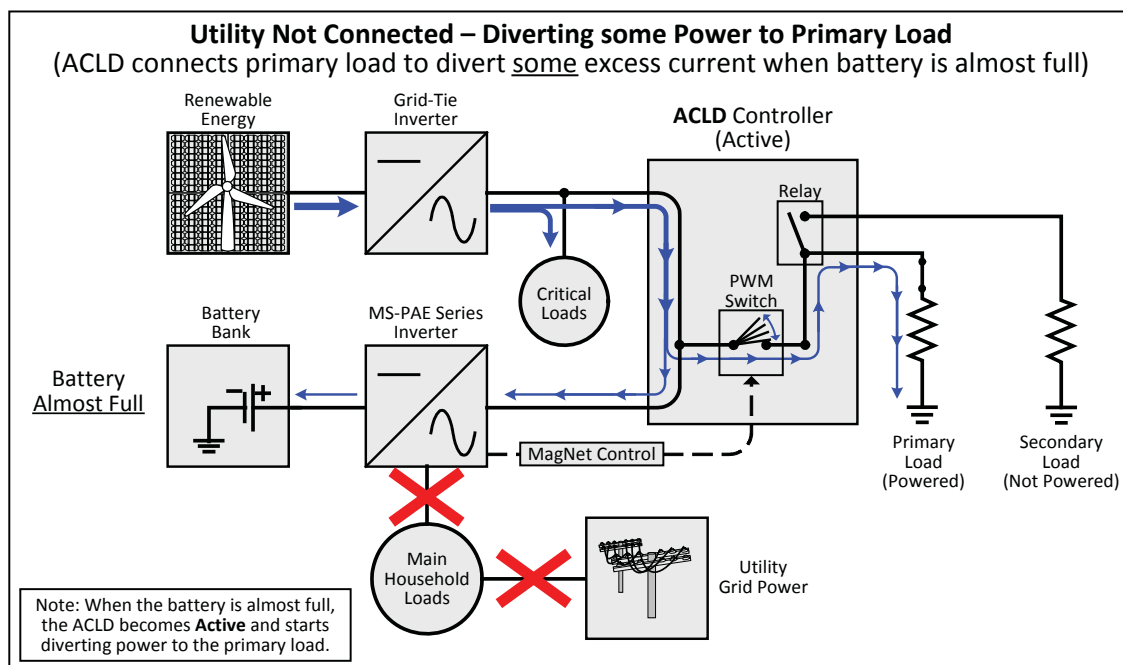 Utility Not Connected – Diverting some Power to Primary Load
(ACLD connects primary load to divert some excess current when battery is almost full)
Renewable
Energy
Grid-Tie
Inverter
ACLD Controller
(Active)
Relay
Critical
Loads
PWM
Switch
Battery
Bank
MS-PAE Series
Inverter
Battery
Almost Full
MagNet Control
Primary
Load
(Powered)
Secondary
Load
(Not Powered)
Main
Household
Loads
Utility
Grid Power
Note: When the battery is almost full,
the ACLD becomes Active and starts
diverting power to the primary load.